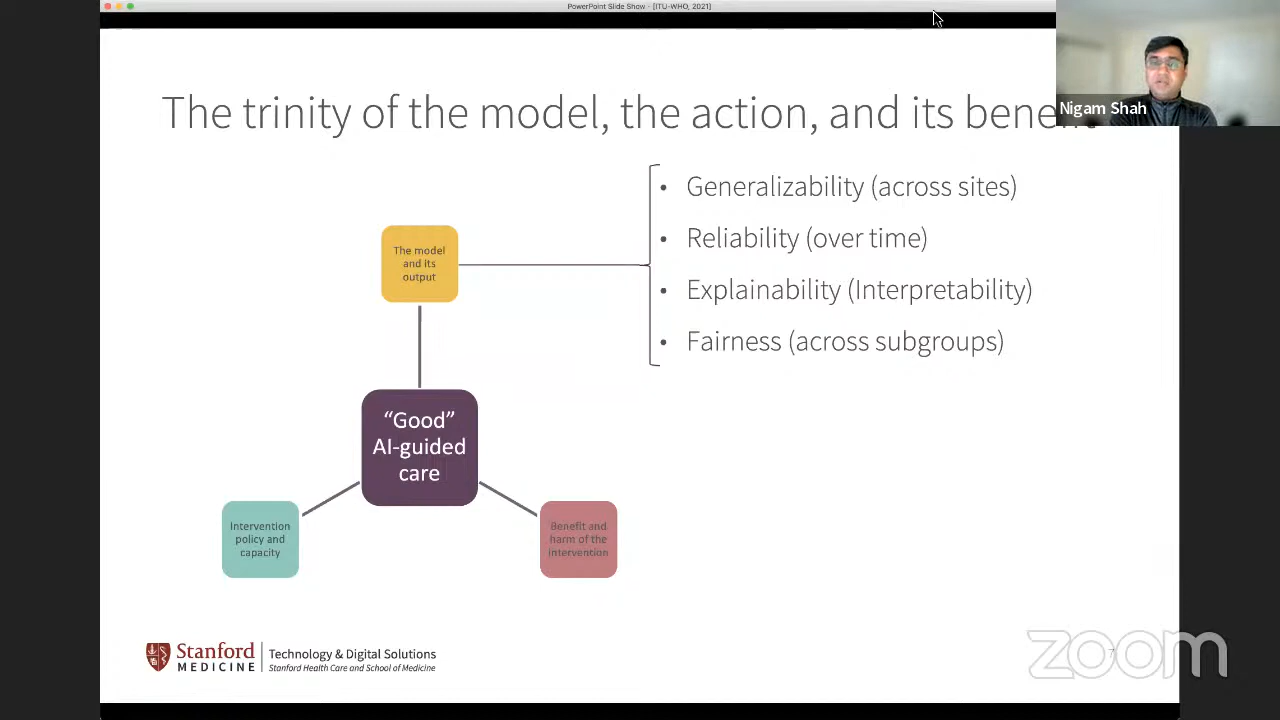 PowerPoint Slide Show - [ITU-WHO, 2021]
Nigam Shah
The trinity of the model, the action, and its
• Generalizability (across sites)
• Reliability (over time)
• Explainability (Interpretability)
• Fairness (across subgroups)
The model
and its
output
“Good”
AI-guided
care
Intervention
policy and
capacity
Benefit and
harm of the
intervention
Stanford
MEDICINE
Technology & Digital Solutions
Stanford Health Care and School of Medicine
7
zoom